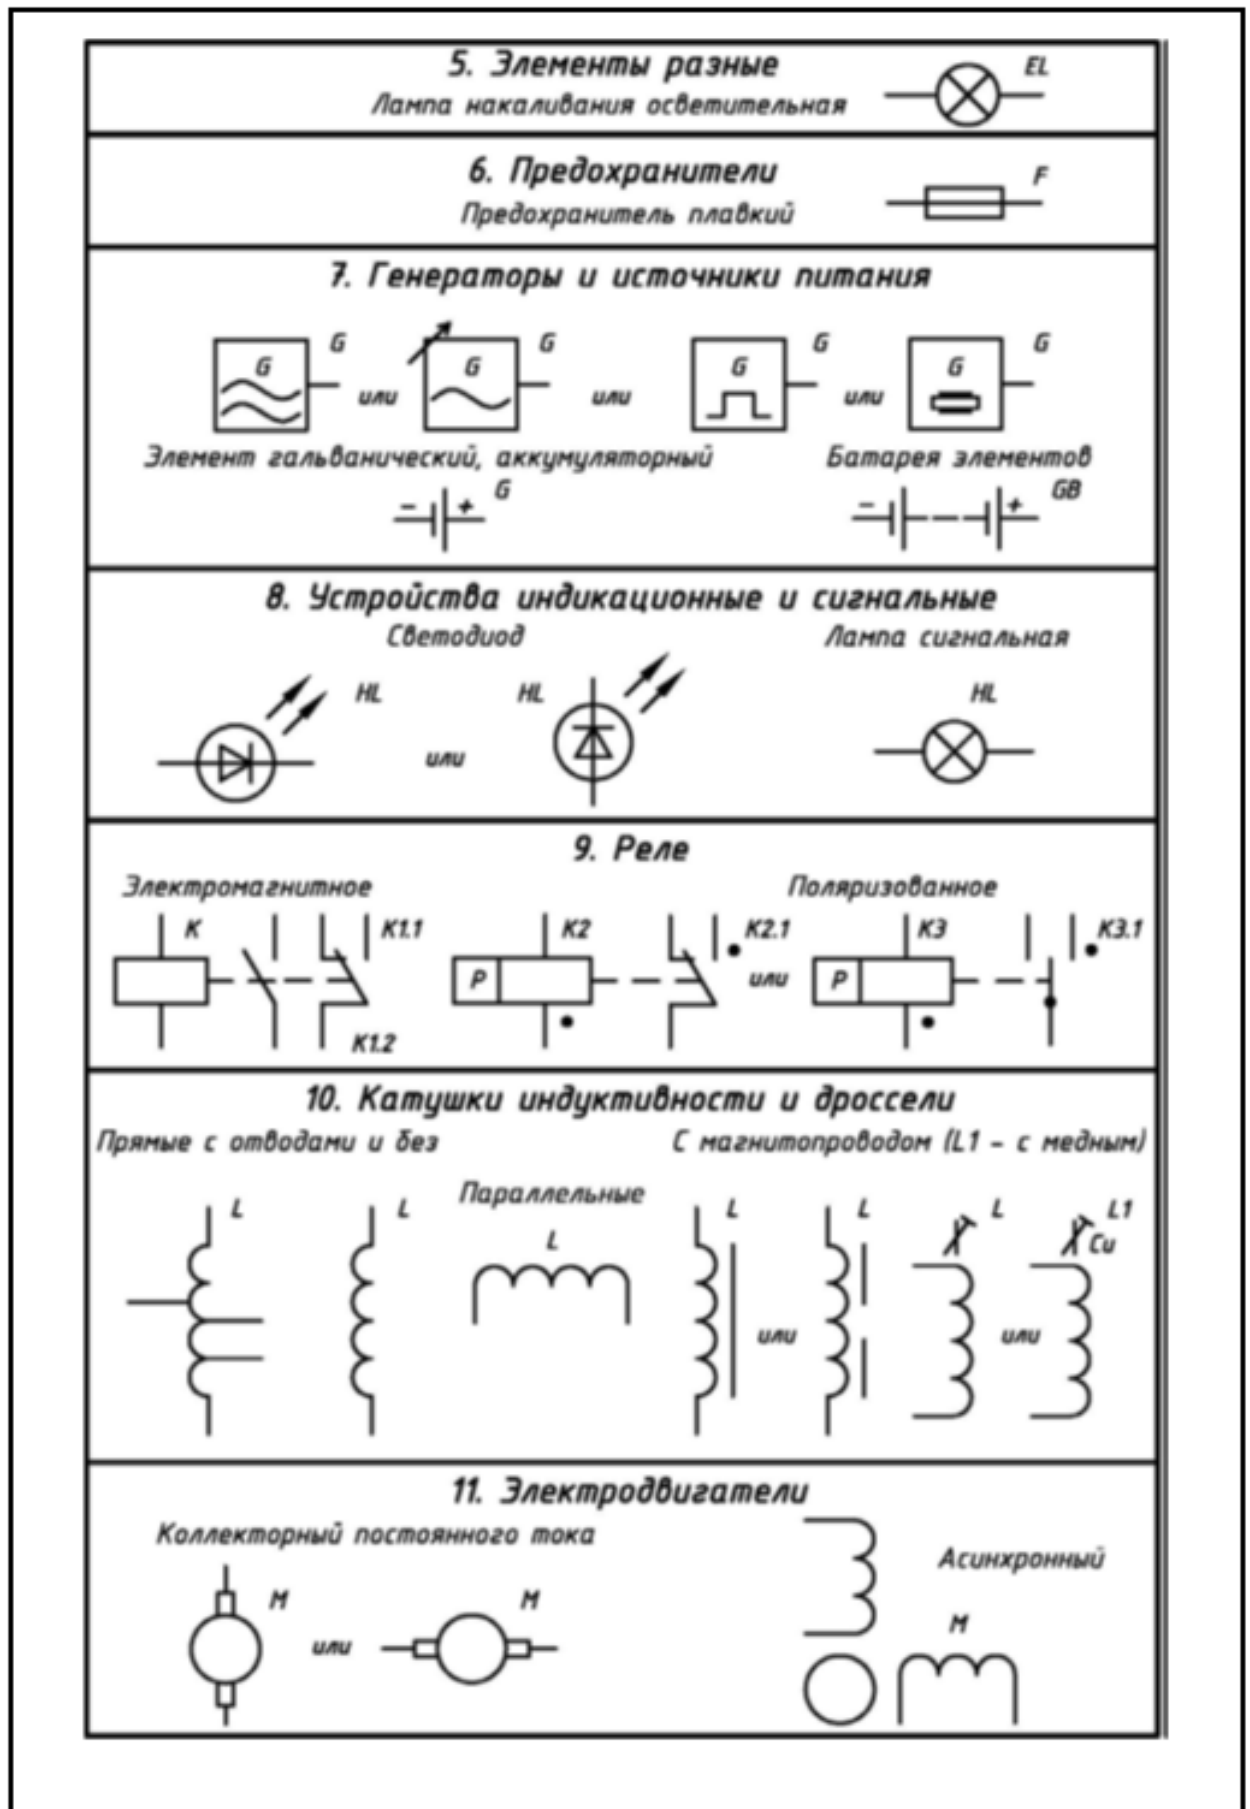 5. Элементы разные
Лампа накаливания осветительная
EL
6. Предохранители
Предохранитель плавкий
F
7. Генераторы и источники питания
G G или G G или G G или G G
Элемент гальванический, аккумуляторный
Батарея элементов
- + G
- + GB
8. Устройства индикационные и сигнальные
Светодиод
Лампа сигнальная
HL или HL
HL
9. Реле
Электромагнитное
Поляризованное
K K1.1 K2 K2.1 K3 K3.1
P или P
K1.2
10. Катушки индуктивности и дроссели
Прямые с отводами и без
С магнитопроводом (L1 - с медным)
Параллельные
L L L L L L L1
Cu
или или
11. Электродвигатели
Коллекторный постоянного тока
Асинхронный
M или M
M